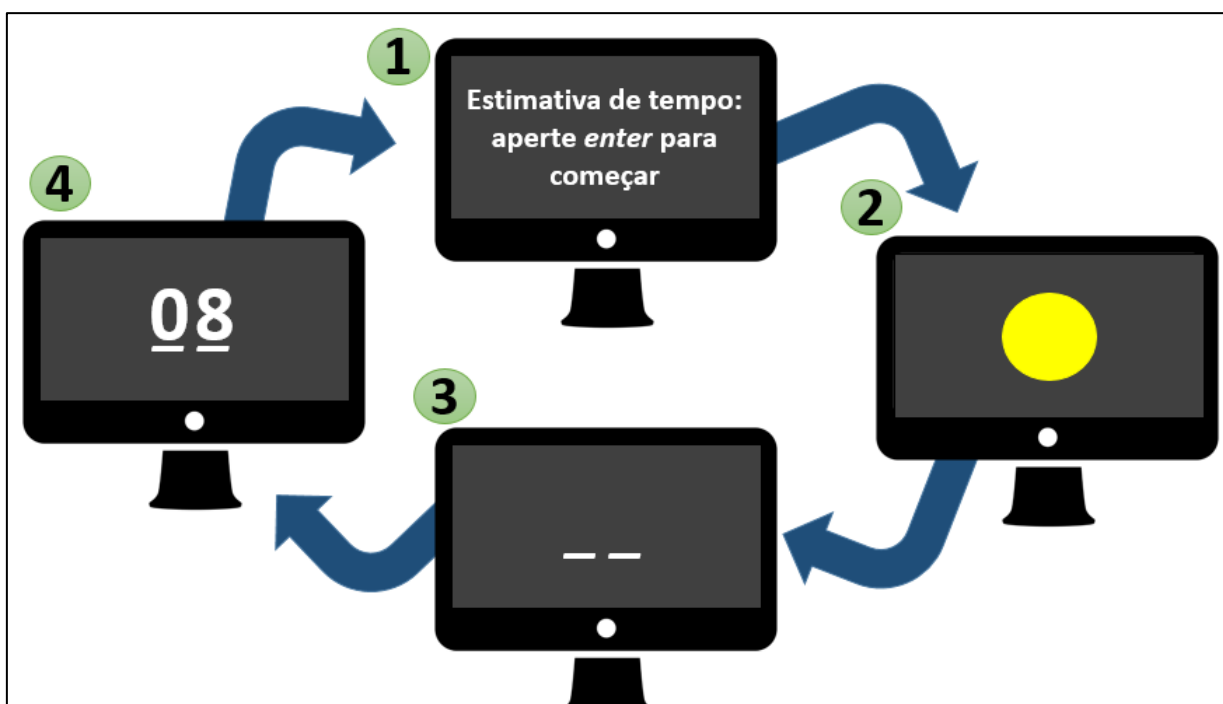 1
Estimativa de tempo:
aperte enter para
começar
2
3
_ _
4
08